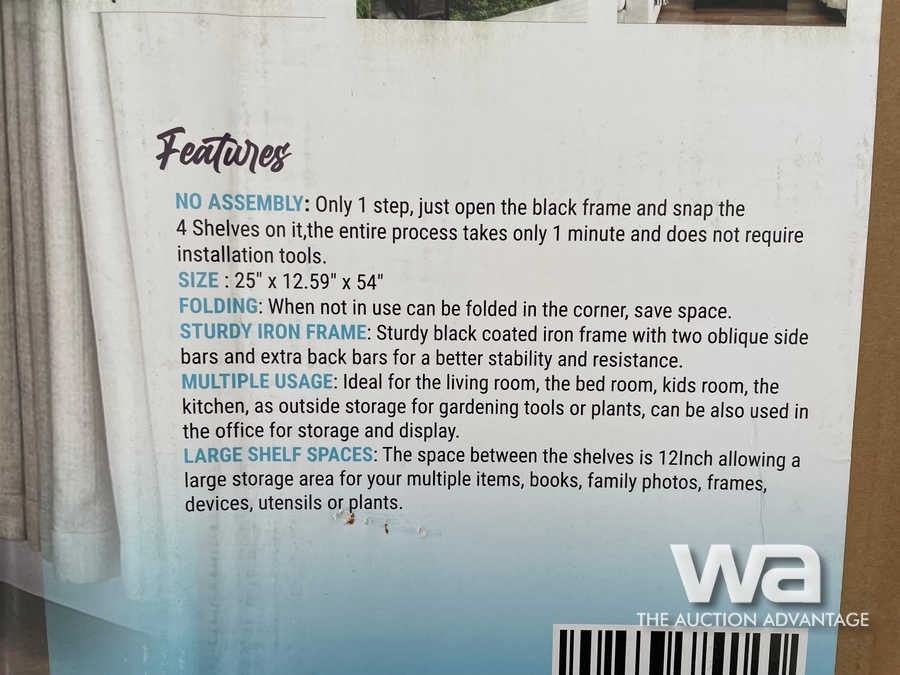 Features
NO ASSEMBLY: Only 1 step, just open the black frame and snap the
4 Shelves on it,the entire process takes only 1 minute and does not require
installation tools.
SIZE : 25" x 12.59" x 54"
FOLDING: When not in use can be folded in the corner, save space.
STURDY IRON FRAME: Sturdy black coated iron frame with two oblique side
bars and extra back bars for a better stability and resistance.
MULTIPLE USAGE: Ideal for the living room, the bed room, kids room, the
kitchen, as outside storage for gardening tools or plants, can be also used in
the office for storage and display.
LARGE SHELF SPACES: The space between the shelves is 12Inch allowing a
large storage area for your multiple items, books, family photos, frames,
devices, utensils or plants.
wa
THE AUCTION ADVANTAGE